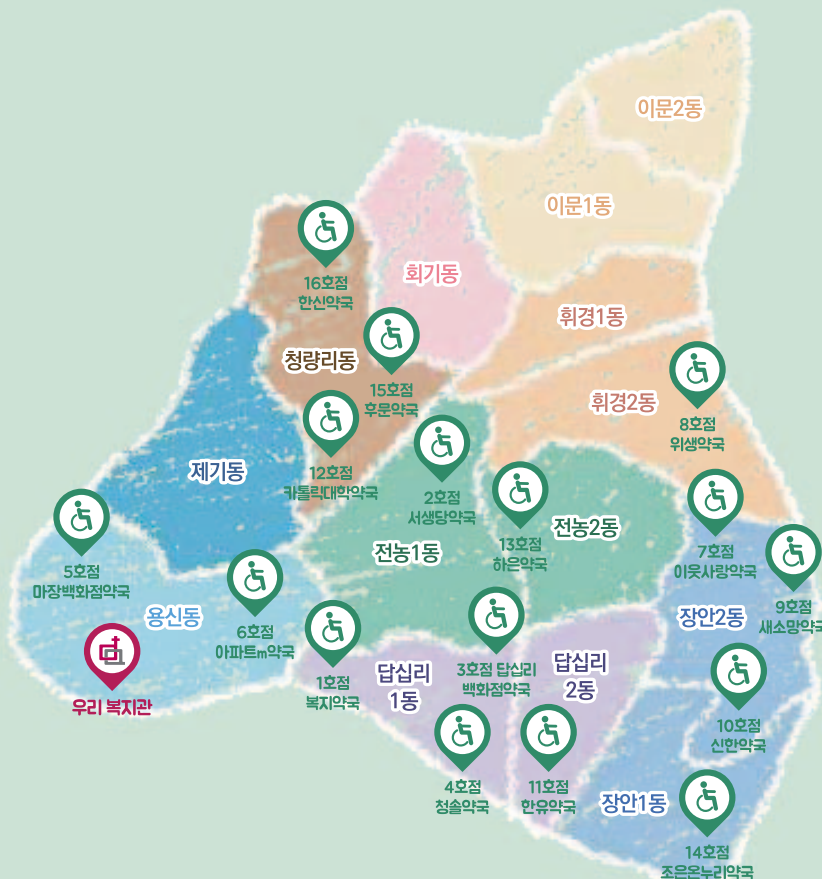 이문2동
이문1동
회기동
16호점
한신약국
휘경1동
청량리동
15호점
후문약국
휘경2동
8호점
위생약국
제기동
12호점
카톨릭대학약국
2호점
서생당약국
전농2동
13호점
하은약국
전농1동
7호점
이웃사랑약국
5호점
마장백화점약국
용신동
6호점
아파트m약국
9호점
새소망약국
장안2동
우리 복지관
1호점
복지약국
답십리
1동
3호점 답십리
백화점약국
답십리
2동
10호점
신한약국
4호점
청솔약국
11호점
한유약국
장안1동
14호점
조은온누리약국